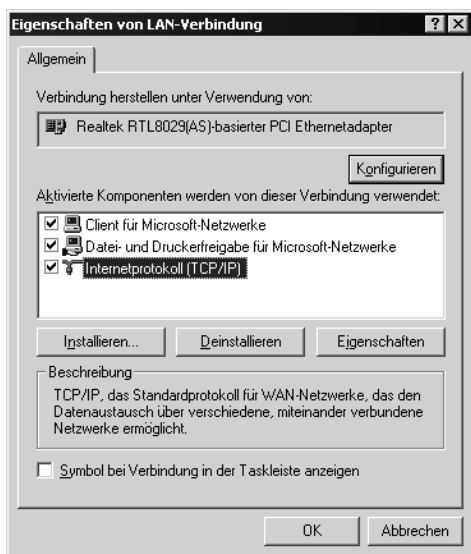 Eigenschaften von LAN-Verbindung
Allgemein
Verbindung herstellen unter Verwendung von:
Realtek RTL8029(AS)-basierter PCI Ethernetadapter
Konfigurieren
Aktivierte Komponenten werden von dieser Verbindung verwendet:
Client für Microsoft-Netzwerke
Datei- und Druckerfreigabe für Microsoft-Netzwerke
Internetprotokoll (TCP/IP)
Installieren...
Deinstallieren
Eigenschaften
Beschreibung
TCP/IP, das Standardprotokoll für WAN-Netzwerke, das den
Datenaustausch über verschiedene, miteinander verbundene
Netzwerke ermöglicht.
Symbol bei Verbindung in der Taskleiste anzeigen
OK
Abbrechen